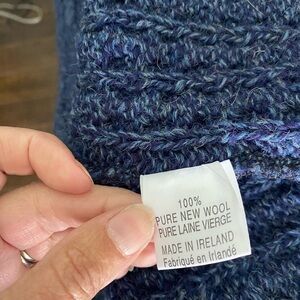 100%
PURE NEW WOOL
PURE LAINE VIERGE
MADE IN IRELAND
Fabriqué en Irlandé